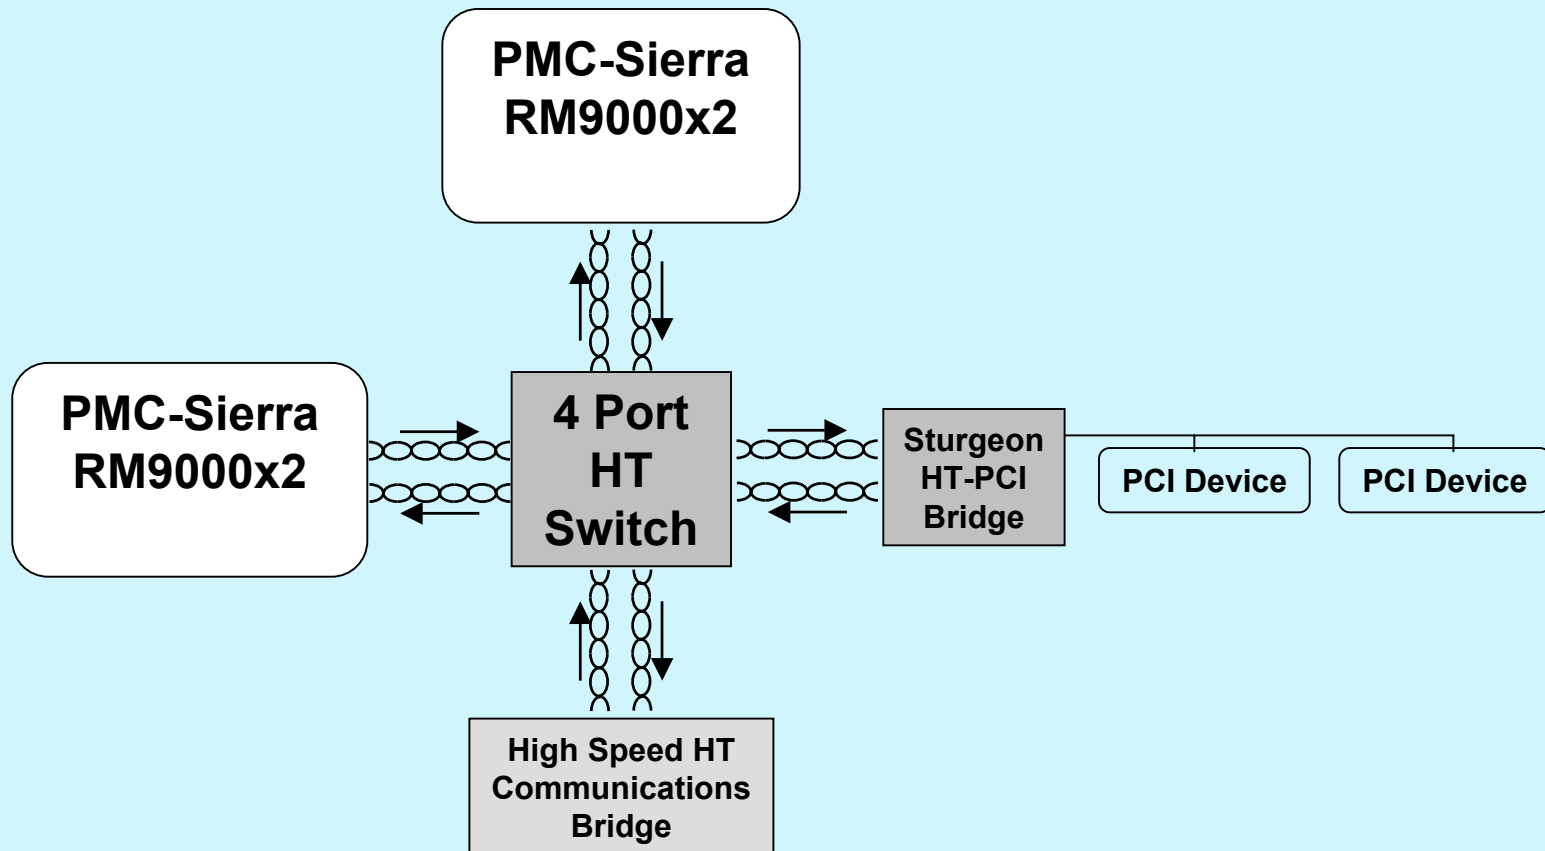 PMC-Sierra
RM9000x2
PMC-Sierra
RM9000x2
4 Port
HT
Switch
Sturgeon
HT-PCI
Bridge
PCI Device
PCI Device
High Speed HT
Communications
Bridge